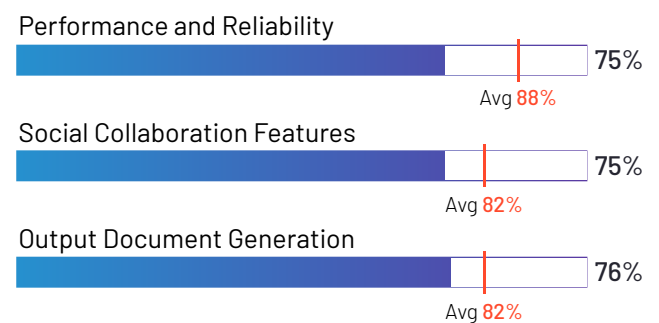 Performance and Reliability
75%
Avg 88%
Social Collaboration Features
75%
Avg 82%
Output Document Generation
76%
Avg 82%